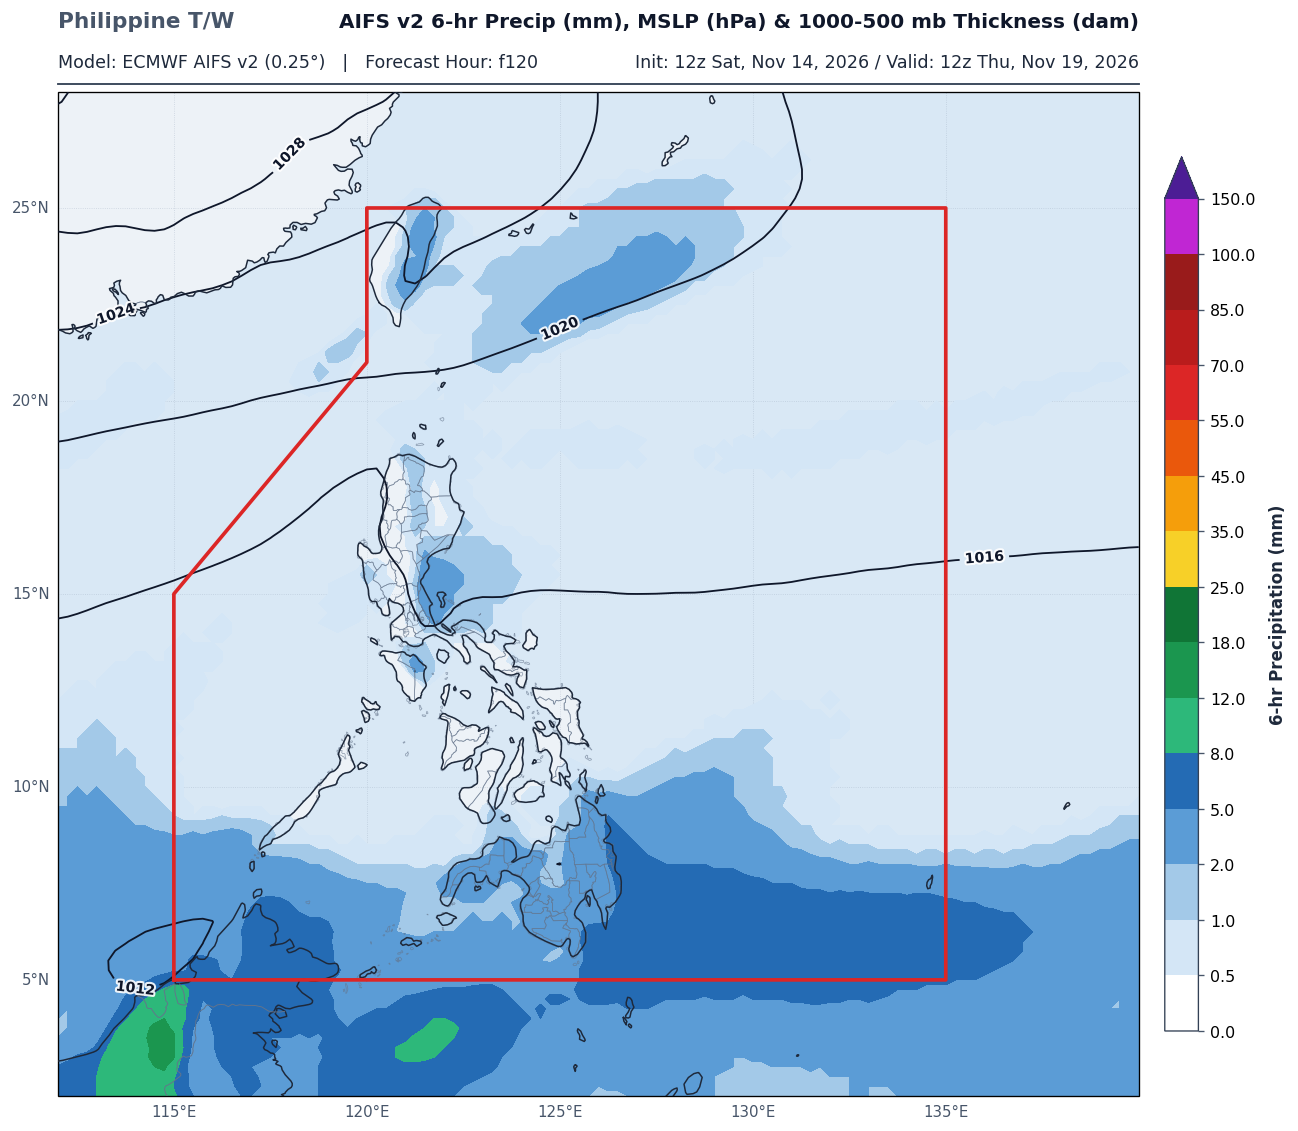 Philippine T/W
AIFS v2 6-hr Precip (mm), MSLP (hPa) & 1000-500 mb Thickness (dam)
Model: ECMWF AIFS v2 (0.25°) | Forecast Hour: f120
Init: 12z Sat, Nov 14, 2026 / Valid: 12z Thu, Nov 19, 2026
1028
1024
1020
1016
1012
25°N
20°N
15°N
10°N
5°N
115°E
120°E
125°E
130°E
135°E
150.0
100.0
85.0
70.0
55.0
45.0
35.0
25.0
18.0
12.0
8.0
5.0
2.0
1.0
0.5
0.0
6-hr Precipitation (mm)